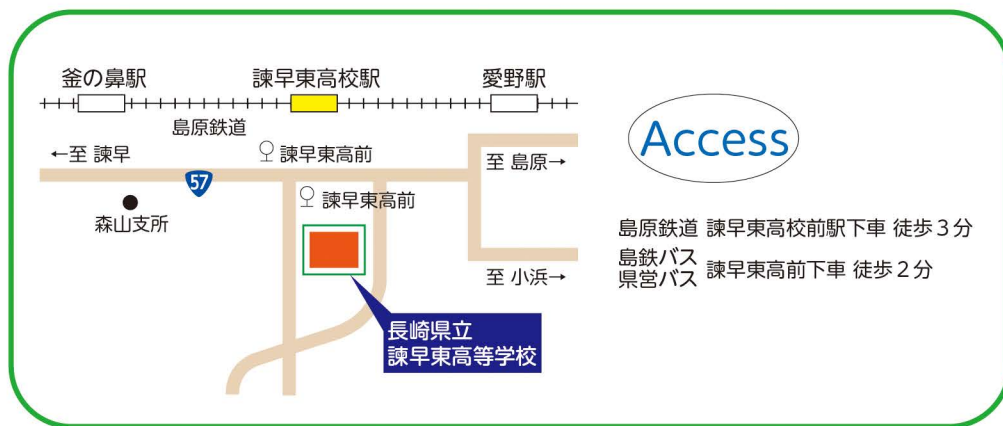 釜の鼻駅
諫早東高校駅
愛野駅
島原鉄道
←至 諫早
諫早東高前
至 島原→
57
諫早東高前
森山支所
至 小浜→
長崎県立
諫早東高等学校
Access
島原鉄道 諫早東高校前駅下車 徒歩3分
島鉄バス
県営バス
諫早東高前下車 徒歩2分